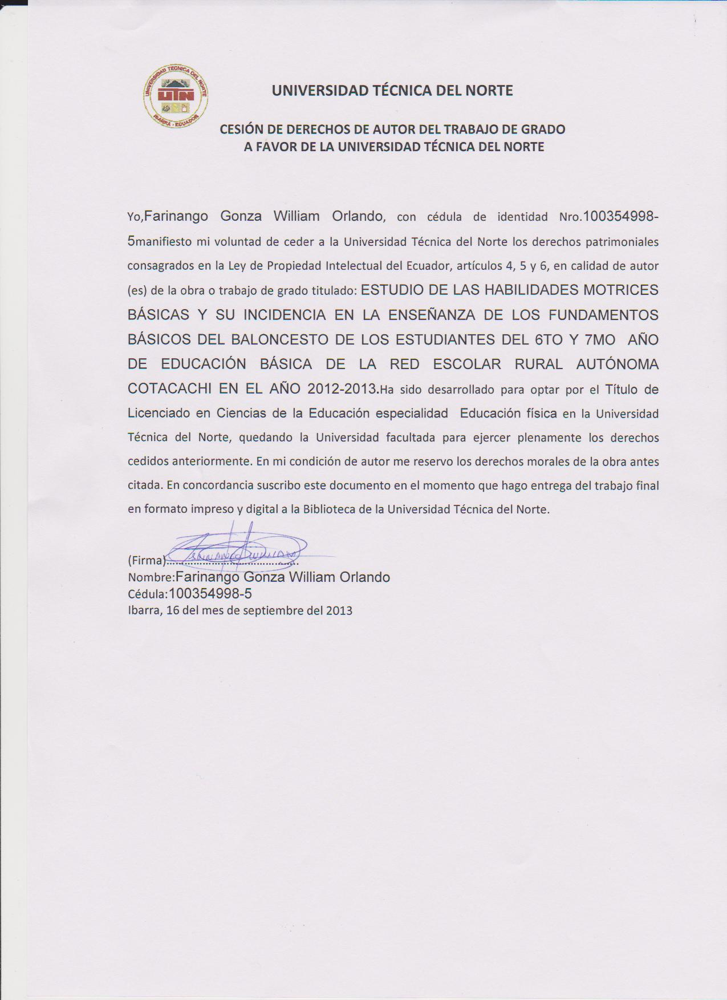 UNIVERSIDAD TECNICA DEL NORTE
UTN
IBARRA - ECUADOR
UNIVERSIDAD TÉCNICA DEL NORTE
CESIÓN DE DERECHOS DE AUTOR DEL TRABAJO DE GRADO
A FAVOR DE LA UNIVERSIDAD TÉCNICA DEL NORTE
Yo,Farinango Gonza William Orlando, con cédula de identidad Nro.100354998-
5manifiesto mi voluntad de ceder a la Universidad Técnica del Norte los derechos patrimoniales
consagrados en la Ley de Propiedad Intelectual del Ecuador, artículos 4, 5 y 6, en calidad de autor
(es) de la obra o trabajo de grado titulado: ESTUDIO DE LAS HABILIDADES MOTRICES
BÁSICAS Y SU INCIDENCIA EN LA ENSEÑANZA DE LOS FUNDAMENTOS
BÁSICOS DEL BALONCESTO DE LOS ESTUDIANTES DEL 6TO Y 7MO AÑO
DE EDUCACIÓN BÁSICA DE LA RED ESCOLAR RURAL AUTÓNOMA
COTACACHI EN EL AÑO 2012-2013.Ha sido desarrollado para optar por el Título de
Licenciado en Ciencias de la Educación especialidad Educación física en la Universidad
Técnica del Norte, quedando la Universidad facultada para ejercer plenamente los derechos
cedidos anteriormente. En mi condición de autor me reservo los derechos morales de la obra antes
citada. En concordancia suscribo este documento en el momento que hago entrega del trabajo final
en formato impreso y digital a la Biblioteca de la Universidad Técnica del Norte.
(Firma)........................................ FARINANGO WILLIAM
Nombre:Farinango Gonza William Orlando
Cédula:100354998-5
Ibarra, 16 del mes de septiembre del 2013